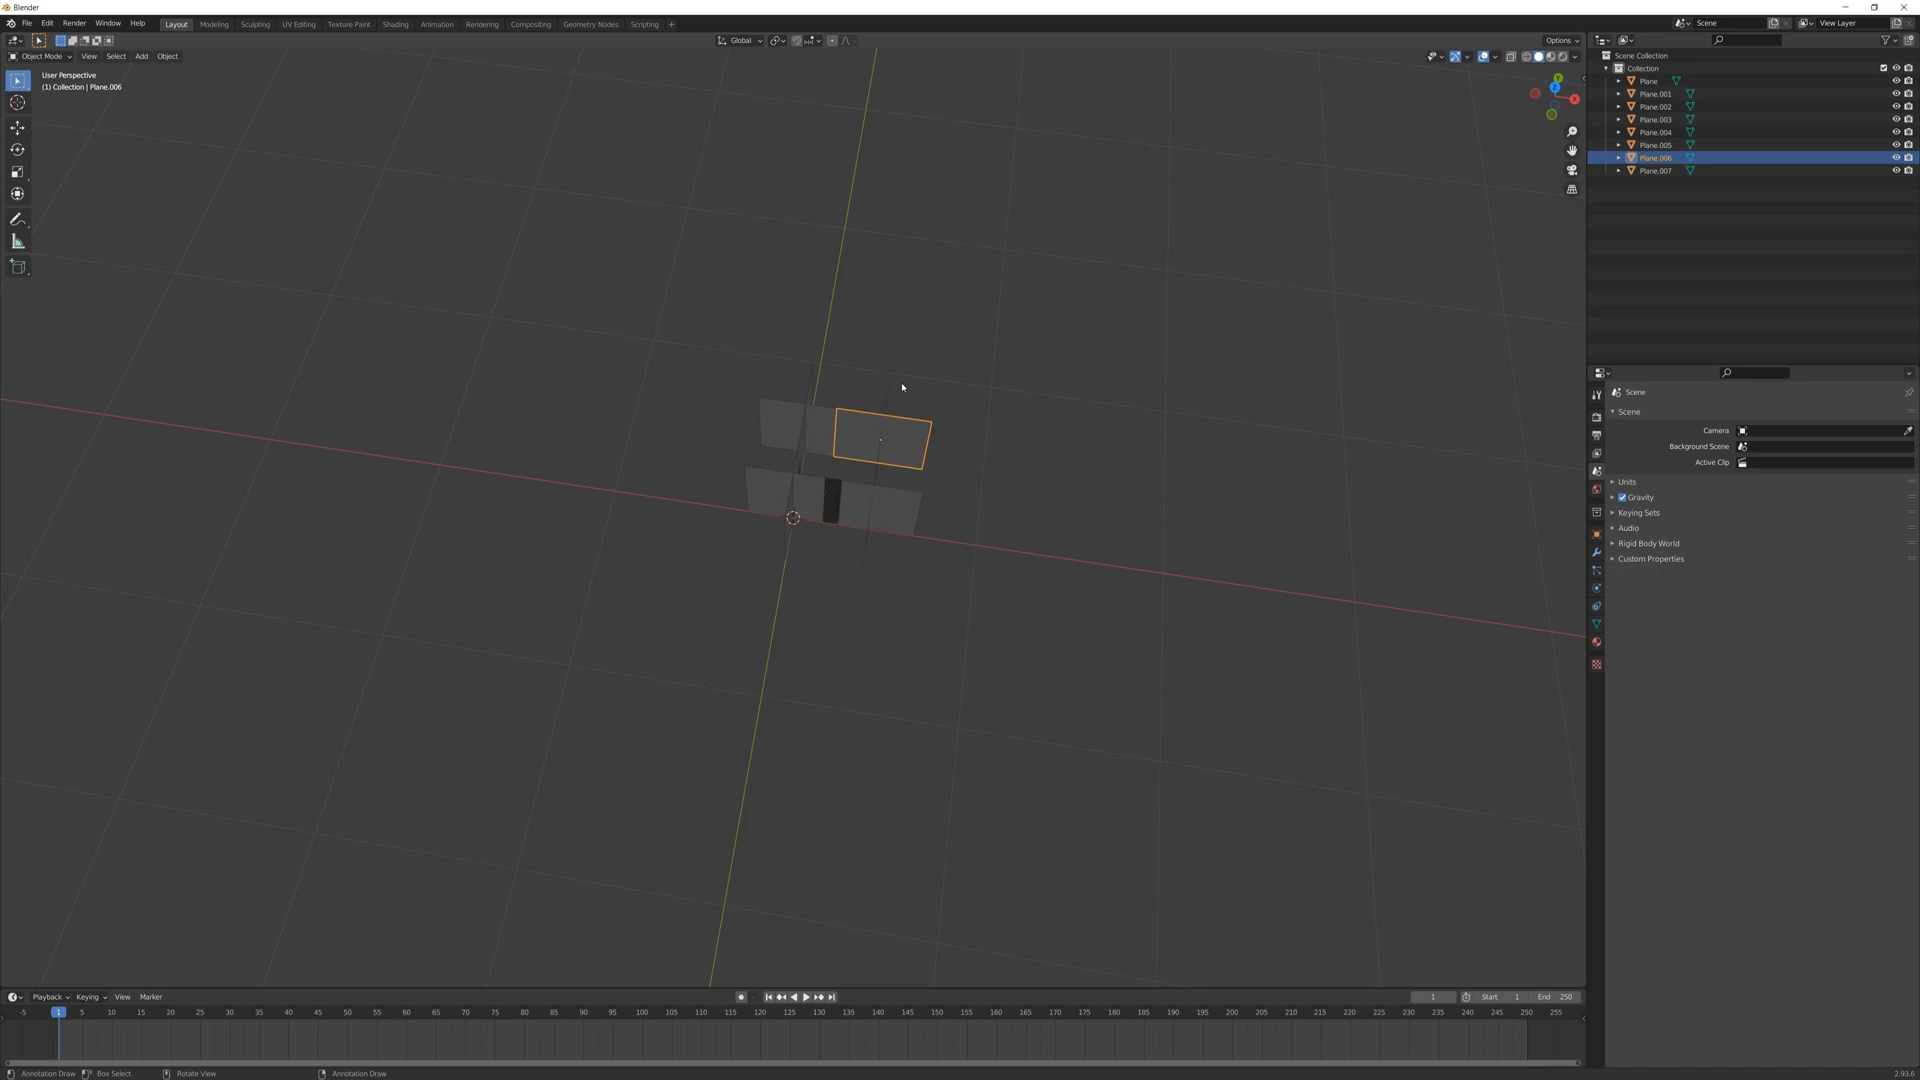 Blender
File Edit Render Window Help Layout Modeling Sculpting UV Editing Texture Paint Shading Animation Rendering Compositing Geometry Nodes Scripting + Scene View Layer
Global Options
Object Mode View Select Add Object
User Perspective
(1) Collection | Plane.006
Y
Z
X
Scene Collection
Collection
Plane
Plane.001
Plane.002
Plane.003
Plane.004
Plane.005
Plane.006
Plane.007
Scene
Scene
Camera
Background Scene
Active Clip
Units
Gravity
Keying Sets
Audio
Rigid Body World
Custom Properties
Playback Keying View Marker 1 Start 1 End 250
-5 1 5 10 15 20 25 30 35 40 45 50 55 60 65 70 75 80 85 90 95 100 105 110 115 120 125 130 135 140 145 150 155 160 165 170 175 180 185 190 195 200 205 210 215 220 225 230 235 240 245 250 255
Annotation Draw Box Select Rotate View Annotation Draw 2.93.6